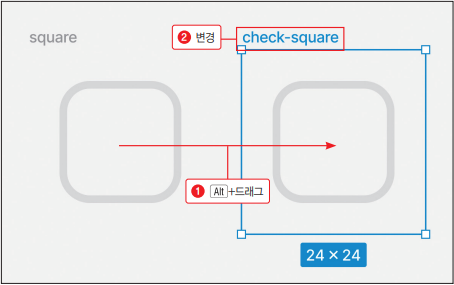 square
❷ 변경
check-square
❶ Alt+드래그
24 × 24